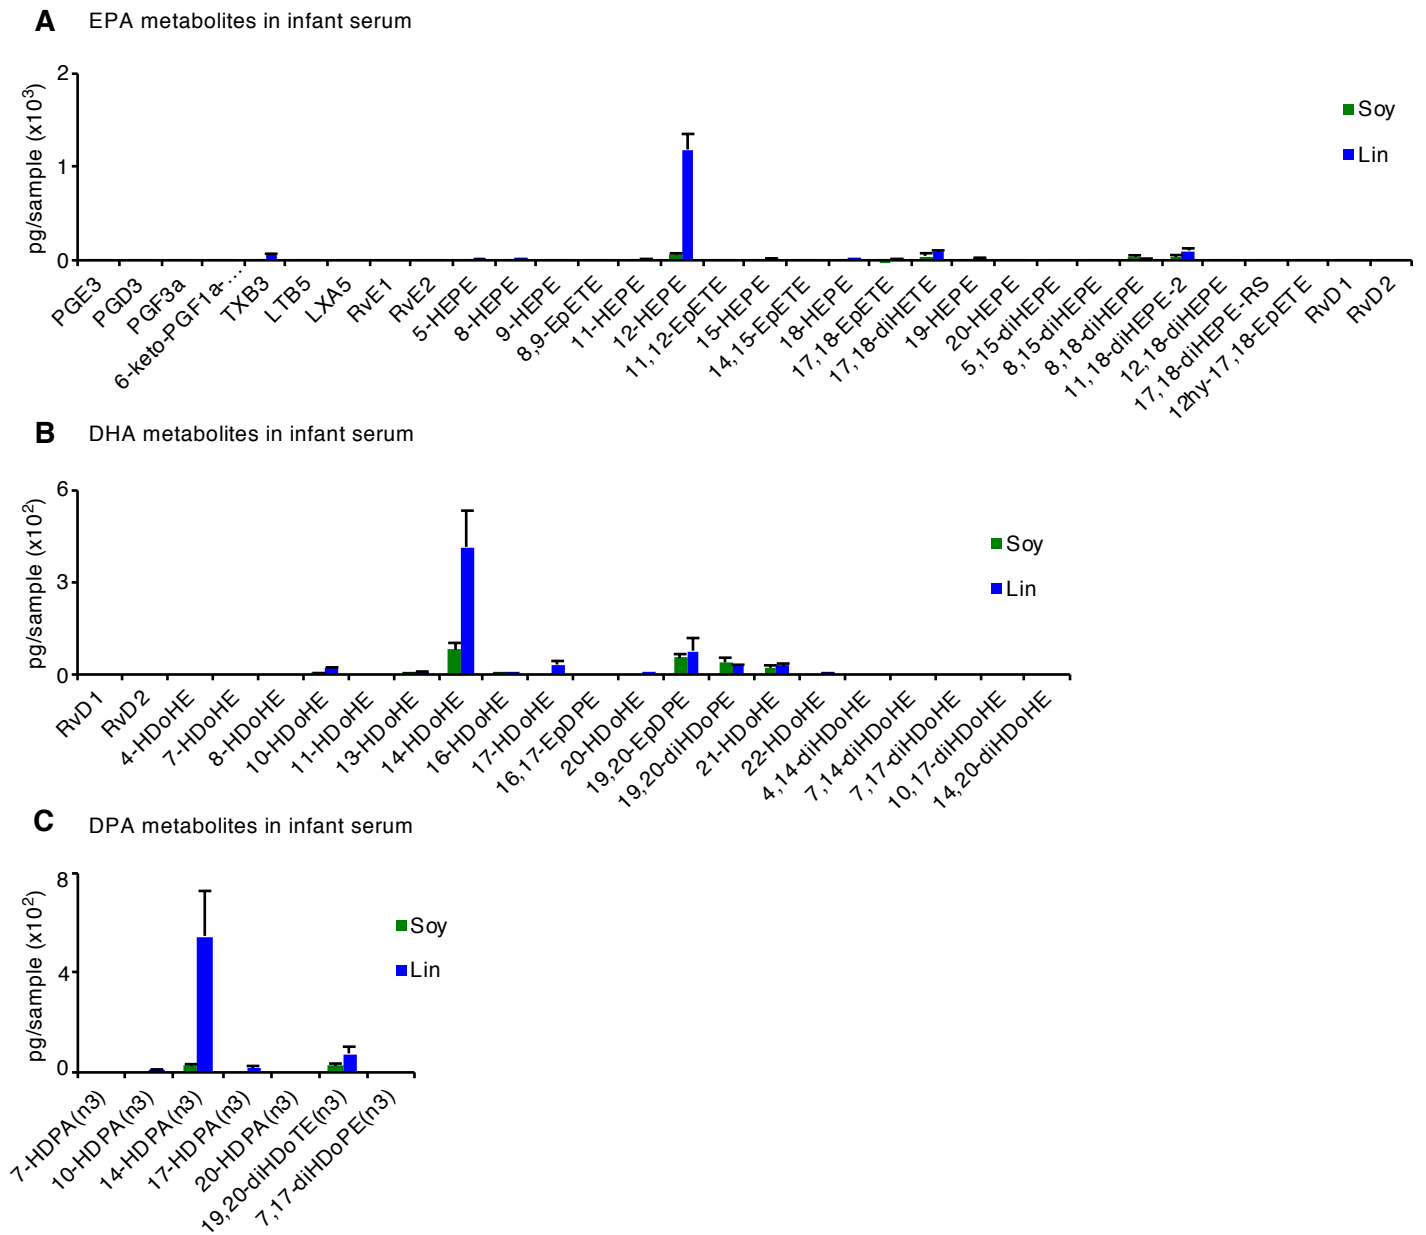 A EPA metabolites in infant serum
pg/sample (x10³)
2
1
0
Soy
Lin
PGE3
PGD3
PGF3a
6-keto-PGF1a-...
TXB3
LTB5
LXA5
RvE1
RvE2
5-HEPE
8-HEPE
9-HEPE
8,9-EpETE
11-HEPE
12-HEPE
11,12-EpETE
15-HEPE
14,15-EpETE
18-HEPE
17,18-EpETE
17,18-diHETE
19-HEPE
20-HEPE
5,15-diHEPE
8,15-diHEPE
8,18-diHEPE
11,18-diHEPE-2
12,18-diHEPE
17,18-diHEPE-RS
12hy-17,18-EpETE
RvD1
RvD2
B DHA metabolites in infant serum
pg/sample (x10²)
6
3
0
Soy
Lin
RvD1
RvD2
4-HDoHE
7-HDoHE
8-HDoHE
10-HDoHE
11-HDoHE
13-HDoHE
14-HDoHE
16-HDoHE
17-HDoHE
16,17-EpDPE
20-HDoHE
19,20-EpDPE
19,20-diHDoPE
21-HDoHE
22-HDoHE
4,14-diHDoHE
7,14-diHDoHE
7,17-diHDoHE
10,17-diHDoHE
14,20-diHDoHE
C DPA metabolites in infant serum
pg/sample (x10²)
8
4
0
Soy
Lin
7-HDPA(n3)
10-HDPA(n3)
14-HDPA(n3)
17-HDPA(n3)
20-HDPA(n3)
19,20-diHDoTE(n3)
7,17-diHDoPE(n3)